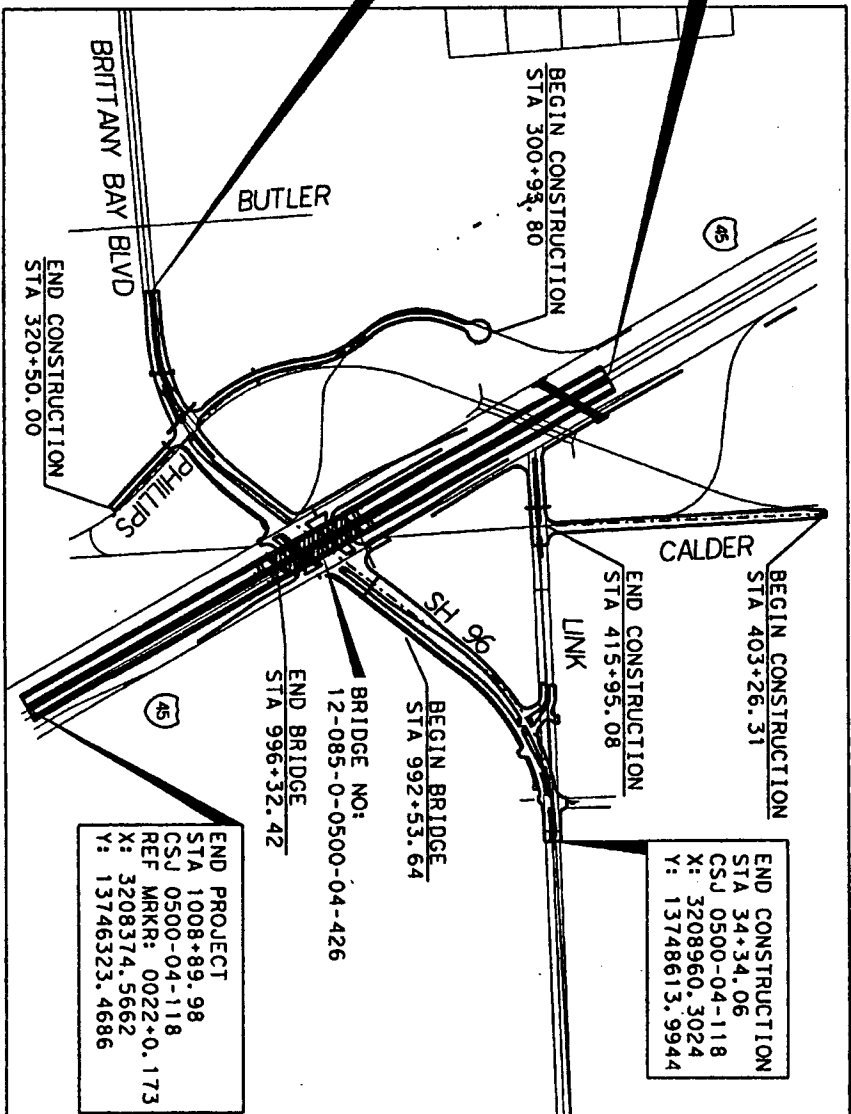 BRITTANY BAY BLVD
BUTLER
BEGIN CONSTRUCTION
STA 300+93.80
45
END CONSTRUCTION
STA 320+50.00
PHILLIPS
CALDER
BEGIN CONSTRUCTION
STA 403+26.31
LINK
END CONSTRUCTION
STA 415+95.08
SH 96
BEGIN BRIDGE
STA 992+53.64
BRIDGE NO:
12-085-0-0500-04-426
END BRIDGE
STA 996+32.42
45
END CONSTRUCTION
STA 34+34.06
CSJ 0500-04-118
X: 3208960.3024
Y: 13748613.9944
END PROJECT
STA 1008+89.98
CSJ 0500-04-118
REF MRKR: 0022+0.173
X: 3208374.5662
Y: 13746323.4686